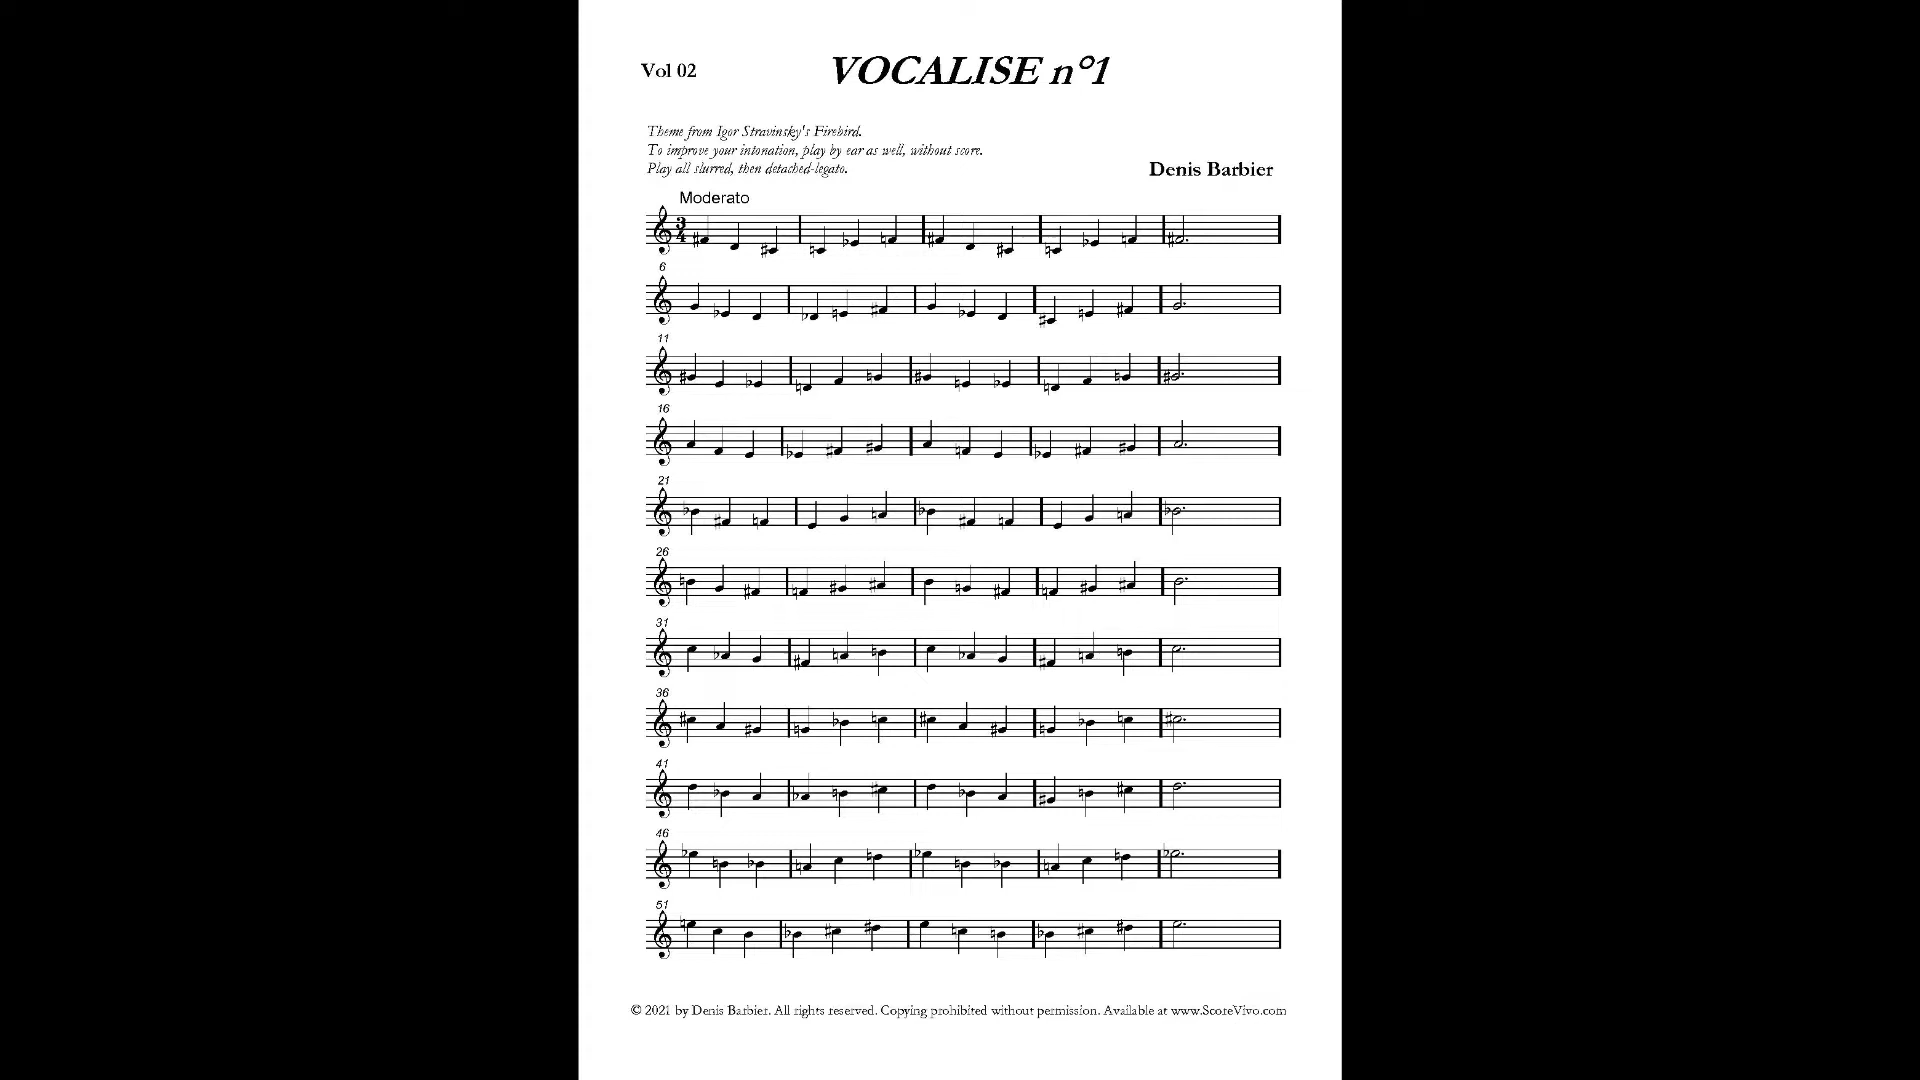 Vol 02
VOCALISE n°1
Theme from Igor Stravinsky's Firebird.
To improve your intonation, play by ear as well, without score.
Play all slurred, then detached-legato.
Denis Barbier
Moderato
3
4
6
11
16
21
26
31
36
41
46
51
© 2021 by Denis Barbier. All rights reserved. Copying prohibited without permission. Available at www.ScoreVivo.com